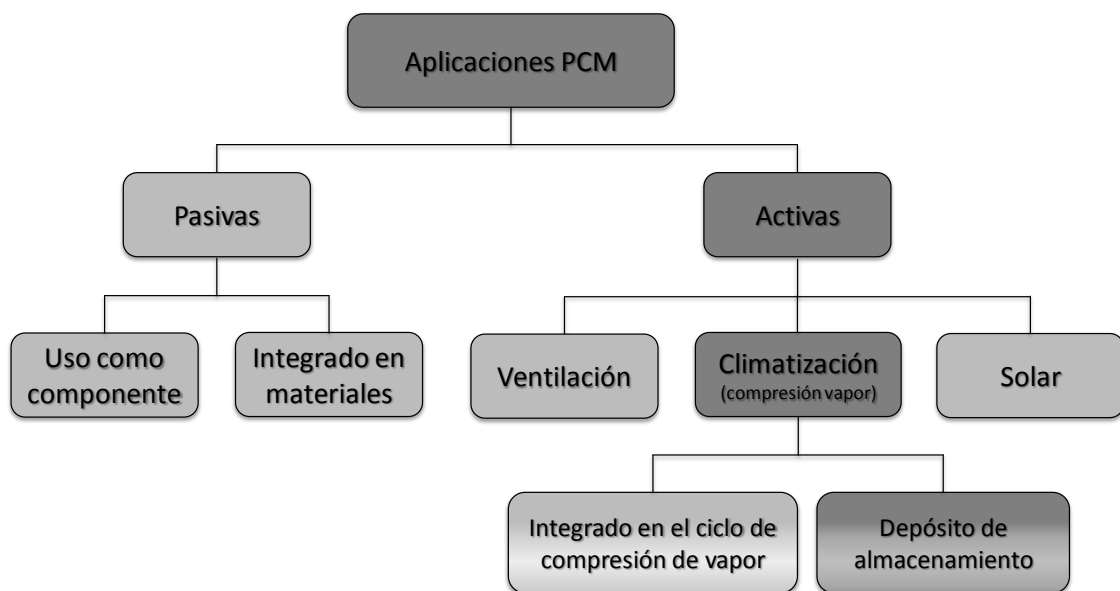 Aplicaciones PCM
Pasivas
Activas
Uso como
componente
Integrado en
materiales
Ventilación
Climatización
(compresión vapor)
Solar
Integrado en el ciclo de
compresión de vapor
Depósito de
almacenamiento